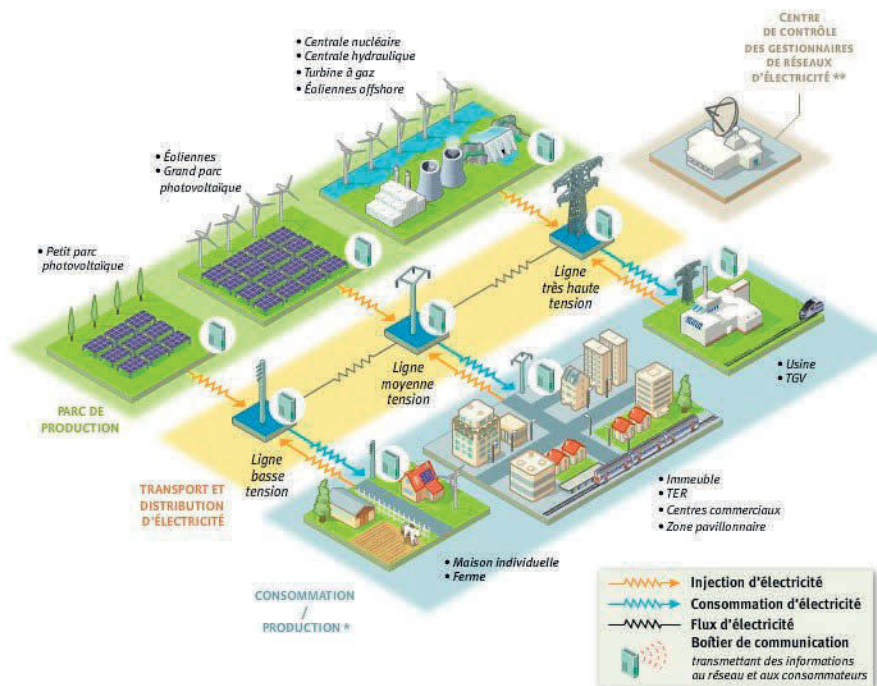 CENTRE
DE CONTRÔLE
DES GESTIONNAIRES
DE RÉSEAUX
D'ÉLECTRICITÉ **
• Centrale nucléaire
• Centrale hydraulique
• Turbine à gaz
• Éoliennes offshore
• Éoliennes
• Grand parc
photovoltaïque
• Petit parc
photovoltaïque
Ligne
très haute
tension
Ligne
moyenne
tension
Ligne
basse
tension
PARC DE
PRODUCTION
TRANSPORT ET
DISTRIBUTION
D'ÉLECTRICITÉ
CONSOMMATION
/
PRODUCTION *
• Usine
• TGV
• Immeuble
• TER
• Centres commerciaux
• Zone pavillonnaire
• Maison individuelle
• Ferme
Injection d'électricité
Consommation d'électricité
Flux d'électricité
Boîtier de communication
transmettant des informations
au réseau et aux consommateurs